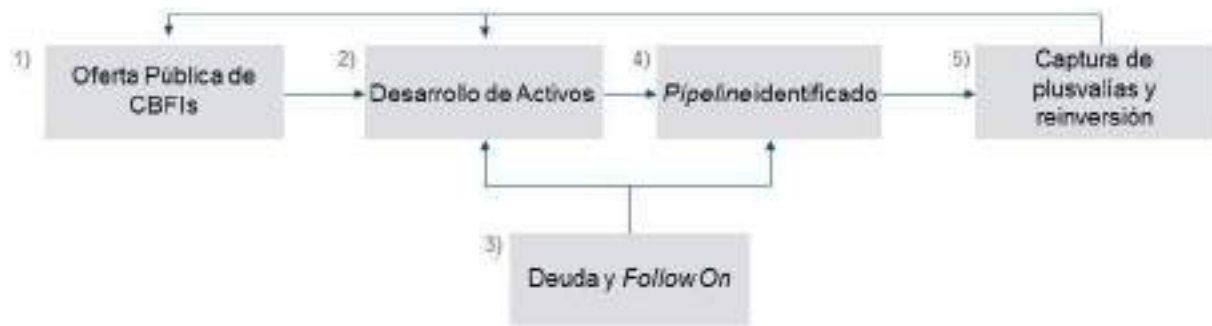 1)
Oferta Pública de
CBFIs
2)
Desarrollo de Activos
4)
Pipelineidentificado
5)
Captura de
plusvalías y
reinversión
3)
Deuda y Follow On